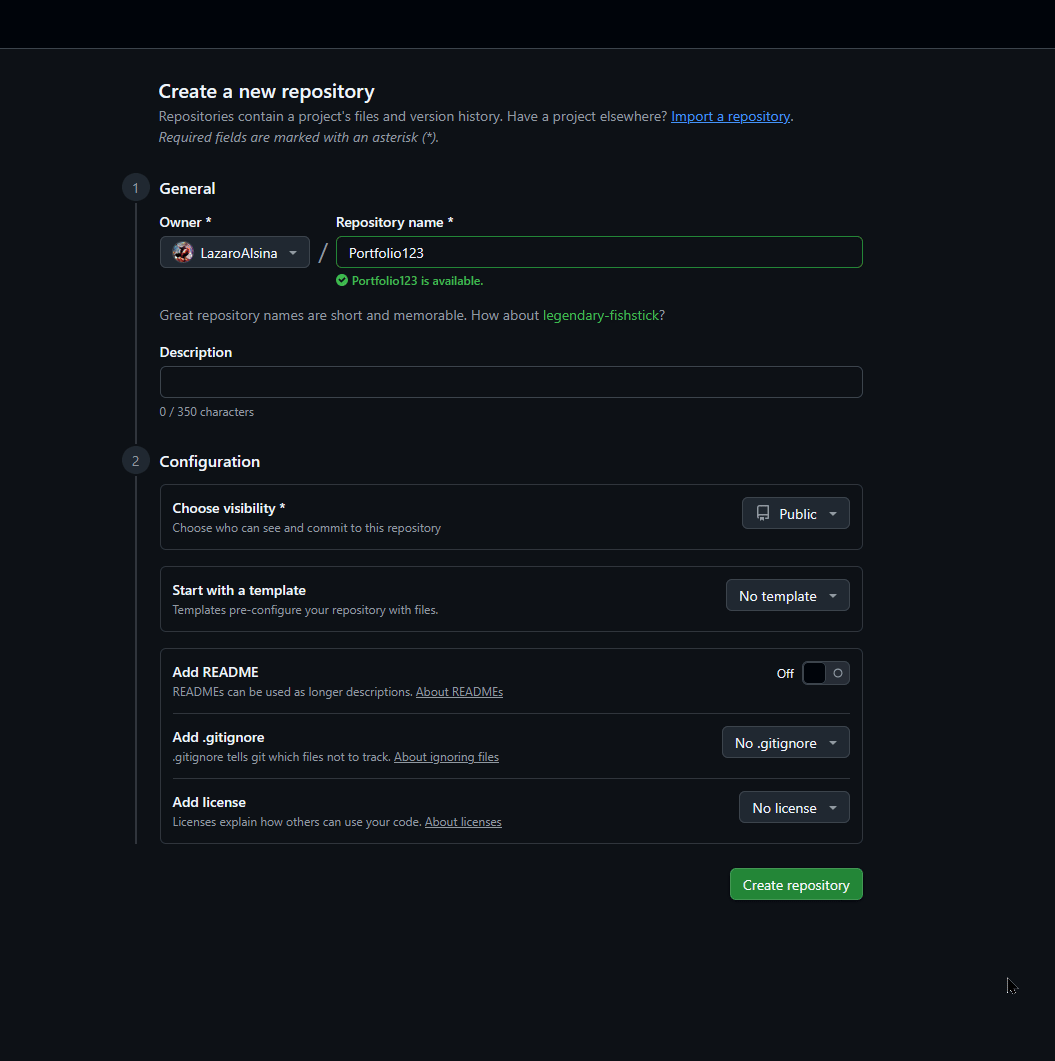 Create a new repository
Repositories contain a project's files and version history. Have a project elsewhere? Import a repository.
Required fields are marked with an asterisk (*).
1 General
Owner * Repository name *
LazaroAlsina / Portfolio123
Portfolio123 is available.
Great repository names are short and memorable. How about legendary-fishstick?
Description
0 / 350 characters
2 Configuration
Choose visibility *
Choose who can see and commit to this repository
Public
Start with a template
Templates pre-configure your repository with files.
No template
Add README
READMEs can be used as longer descriptions. About READMEs
Off
Add .gitignore
.gitignore tells git which files not to track. About ignoring files
No .gitignore
Add license
Licenses explain how others can use your code. About licenses
No license
Create repository